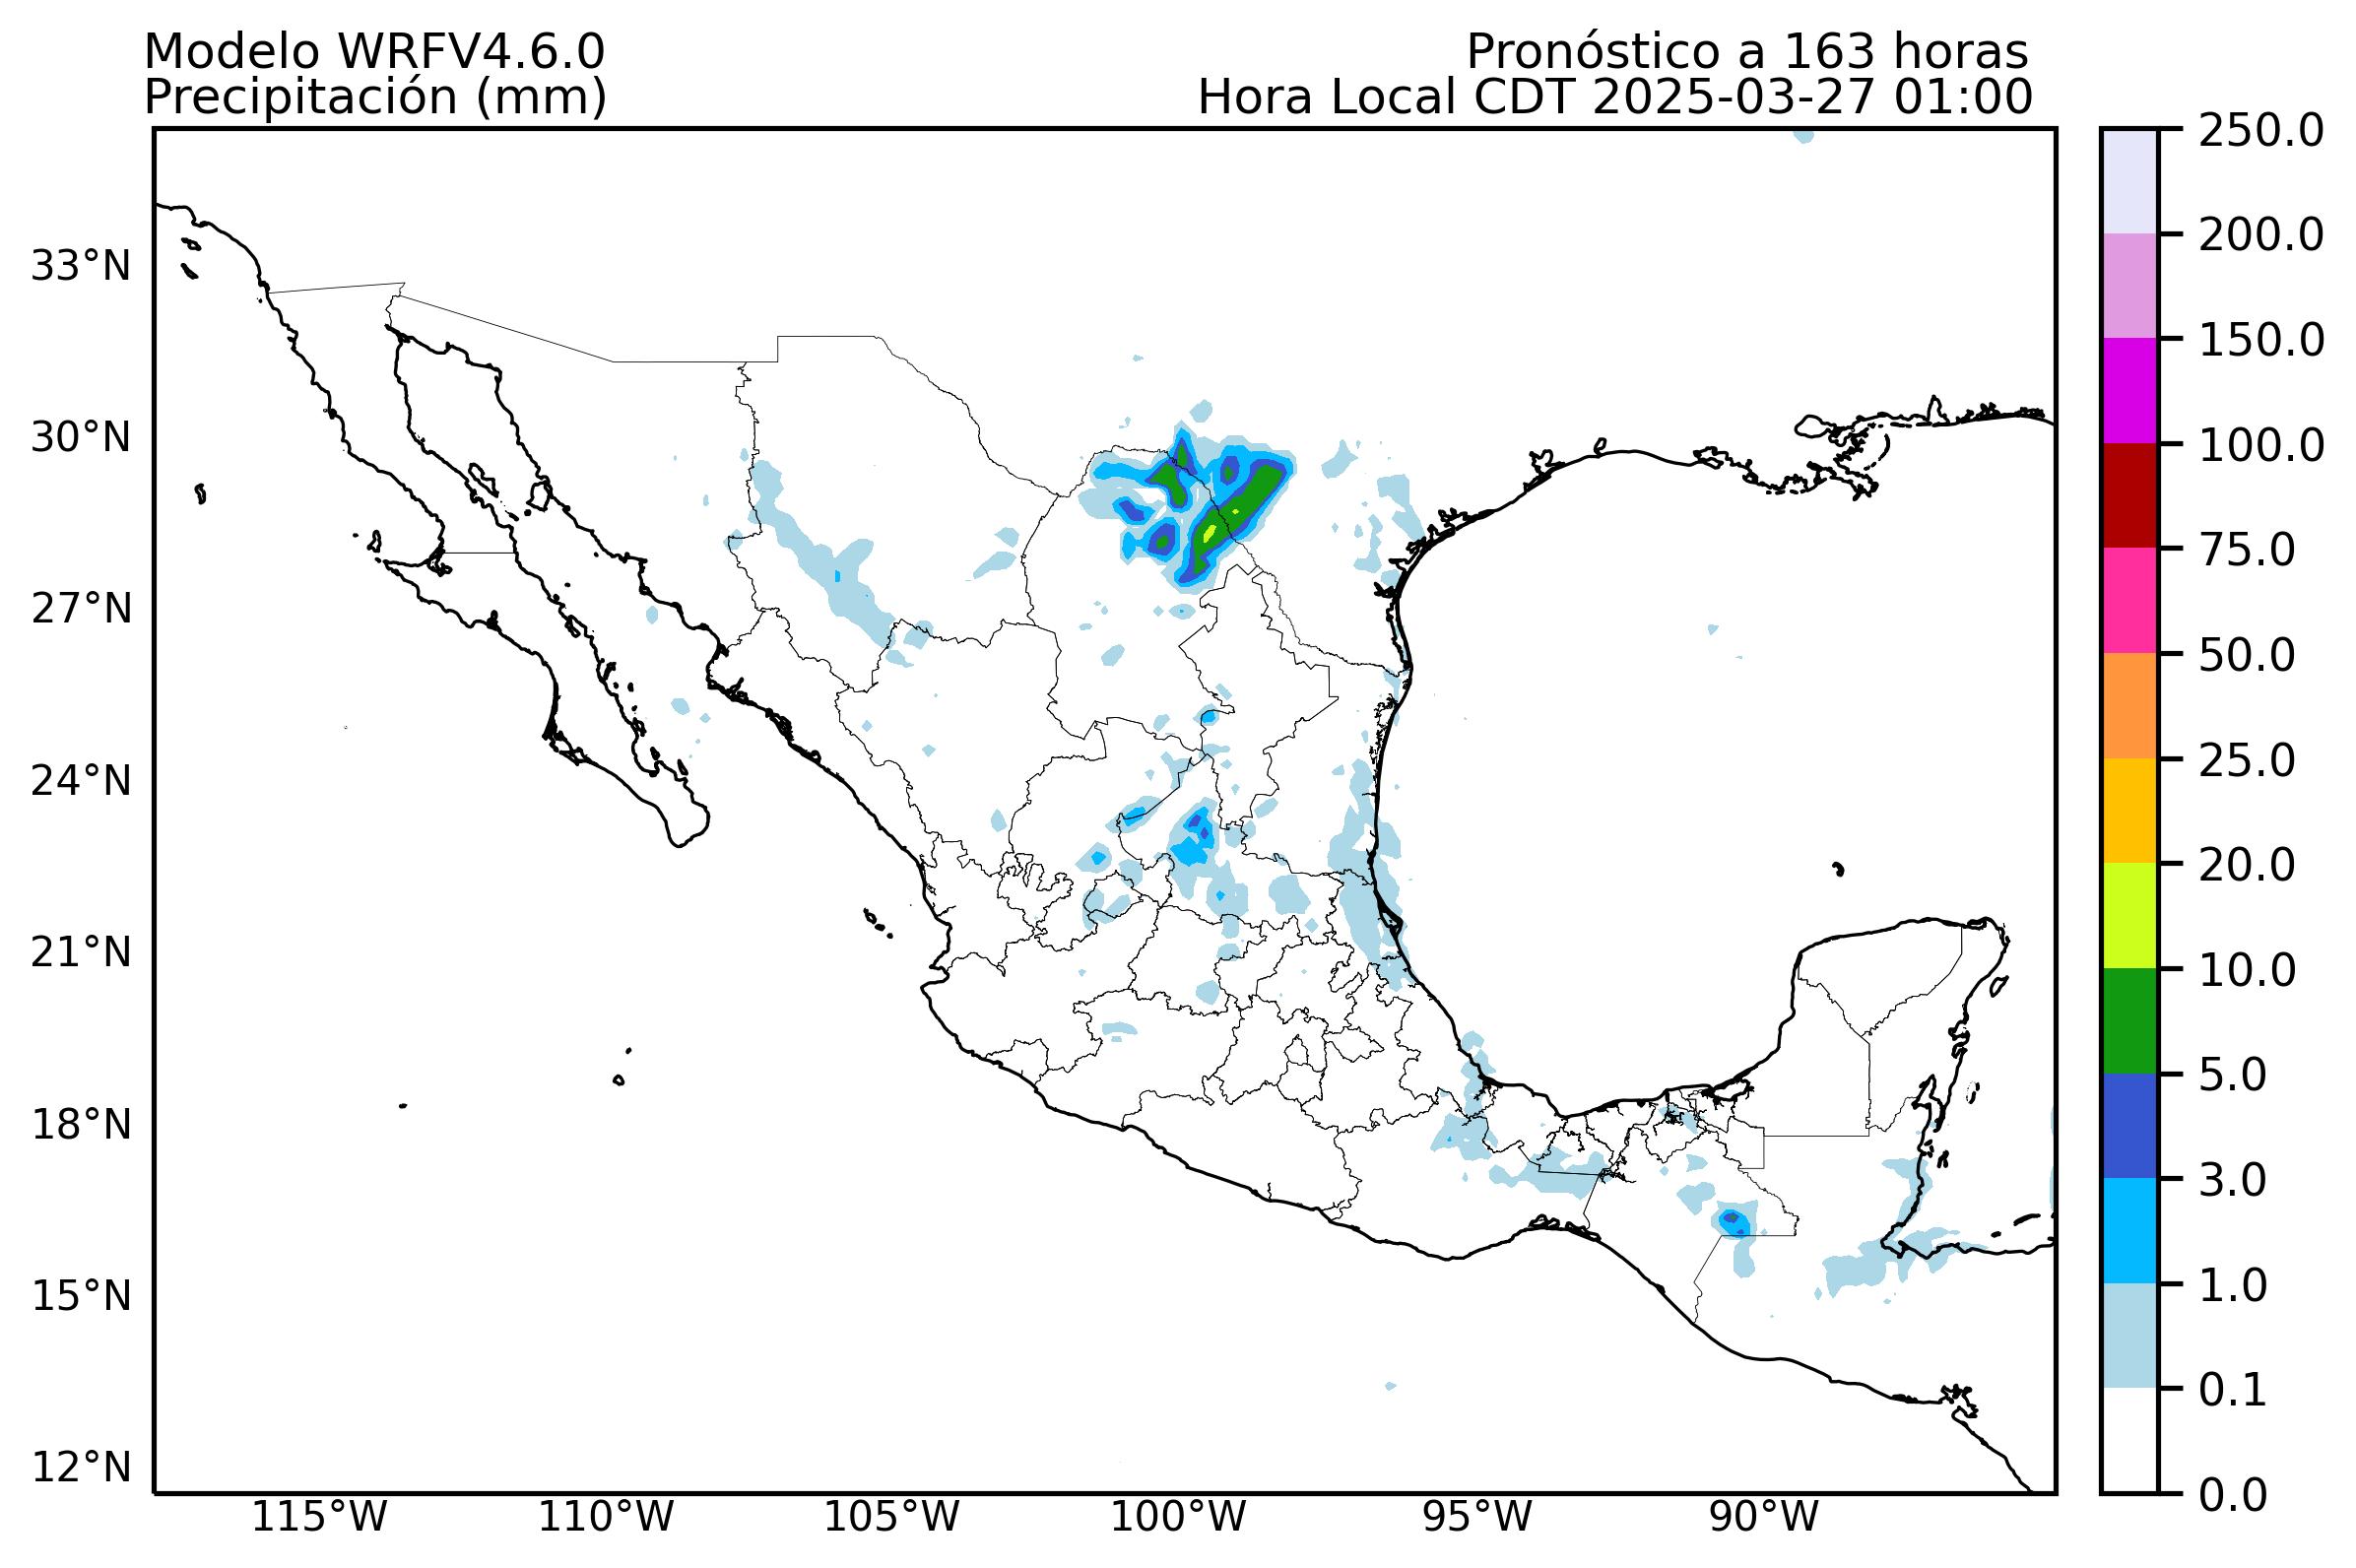 Modelo WRFV4.6.0
Precipitación (mm)
Pronóstico a 163 horas
Hora Local CDT 2025-03-27 01:00
33°N
30°N
27°N
24°N
21°N
18°N
15°N
12°N
115°W
110°W
105°W
100°W
95°W
90°W
250.0
200.0
150.0
100.0
75.0
50.0
25.0
20.0
10.0
5.0
3.0
1.0
0.1
0.0